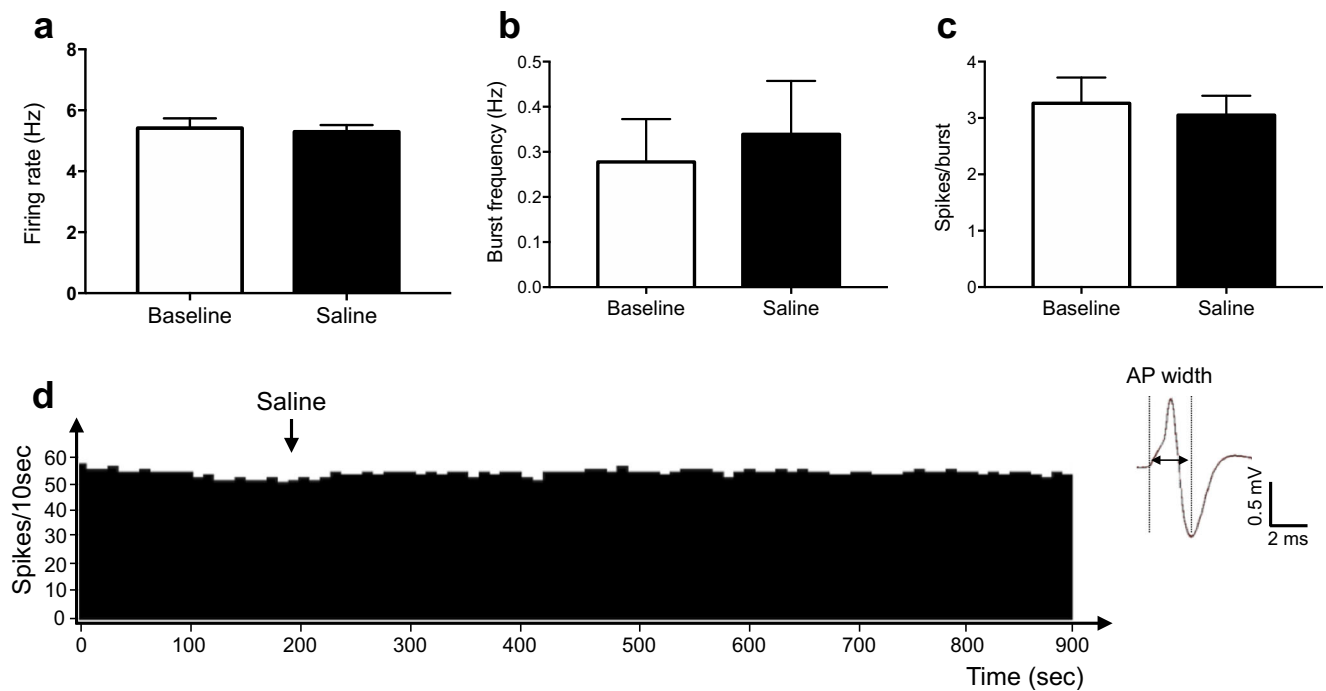 a
8
6
4
2
0
Firing rate (Hz)
Baseline
Saline
b
0.5
0.4
0.3
0.2
0.1
0.0
Burst frequency (Hz)
Baseline
Saline
c
4
3
2
1
0
Spikes/burst
Baseline
Saline
d
Saline
60
50
40
30
20
10
0
Spikes/10sec
0 100 200 300 400 500 600 700 800 900
Time (sec)
AP width
0.5 mV
2 ms